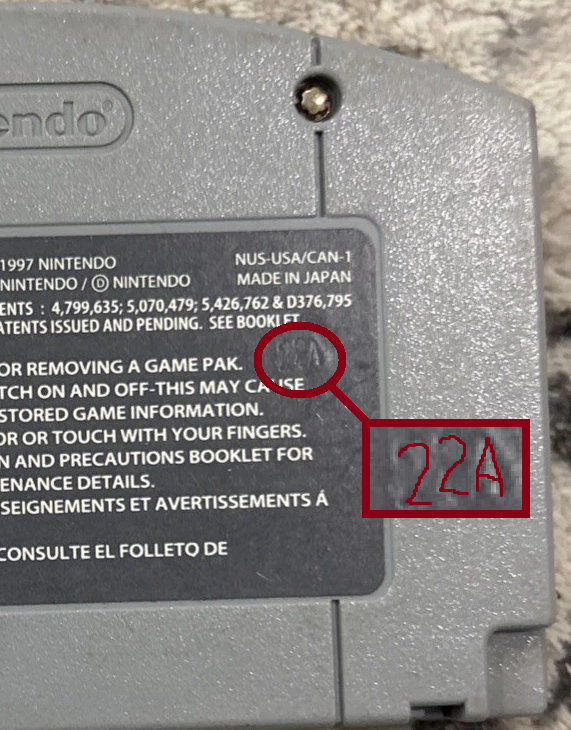 endo®
1997 NINTENDO NUS-USA/CAN-1
NINTENDO / Ⓓ NINTENDO MADE IN JAPAN
ENTS : 4,799,635; 5,070,479; 5,426,762 & D376,795
ATENTS ISSUED AND PENDING. SEE BOOKLET
OR REMOVING A GAME PAK. 22A
TCH ON AND OFF-THIS MAY CAUSE
STORED GAME INFORMATION.
OR OR TOUCH WITH YOUR FINGERS.
N AND PRECAUTIONS BOOKLET FOR
ENANCE DETAILS.
22A
SEIGNEMENTS ET AVERTISSEMENTS Á
CONSULTE EL FOLLETO DE